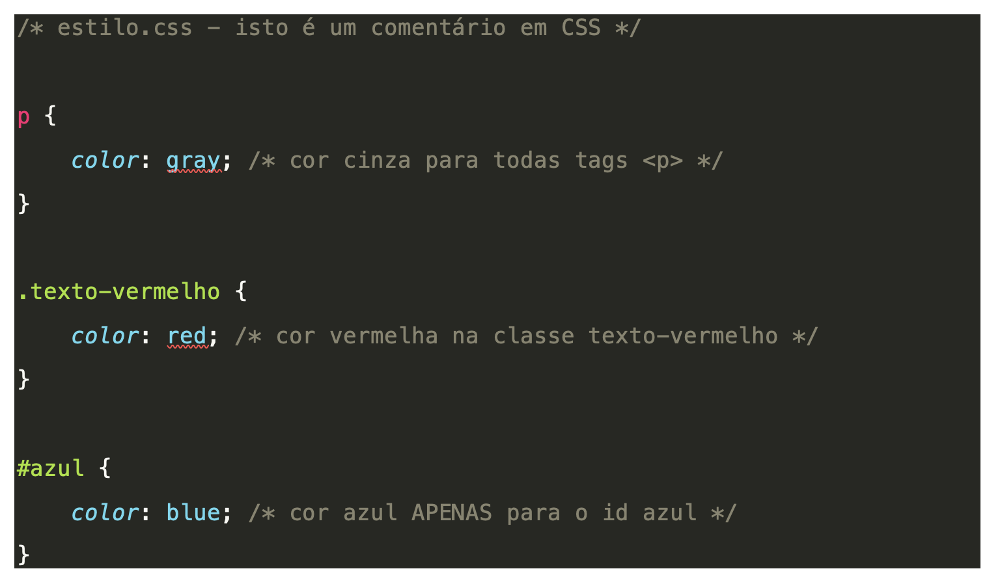 /* estilo.css - isto é um comentário em CSS */
p {
    color: gray; /* cor cinza para todas tags <p> */
}
.texto-vermelho {
    color: red; /* cor vermelha na classe texto-vermelho */
}
#azul {
    color: blue; /* cor azul APENAS para o id azul */
}